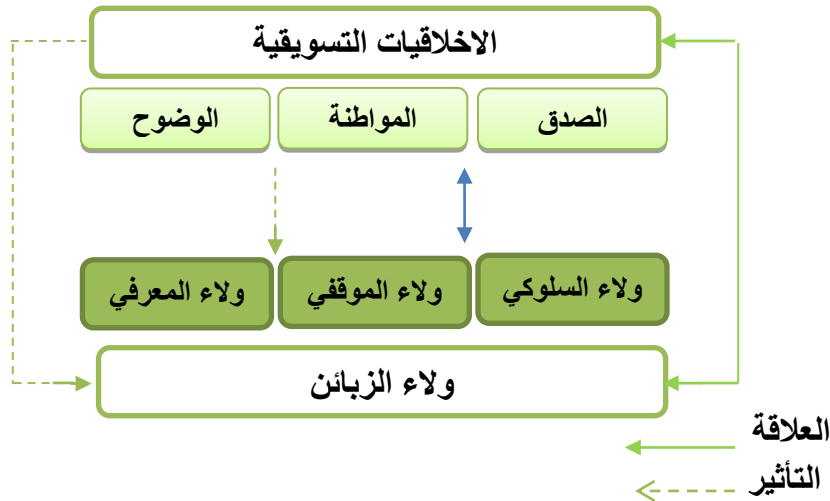 الاخلاقيات التسويقية
الصدق
المواطنة
الوضوح
ولاء السلوكي
ولاء الموقفي
ولاء المعرفي
ولاء الزبائن
العلاقة
التأثير